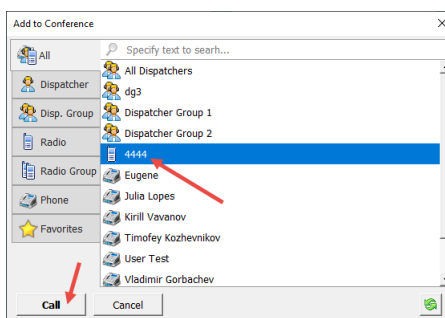 Add to Conference
All
Dispatcher
Disp. Group
Radio
Radio Group
Phone
Favorites
Specify text to searh...
All Dispatchers
dg3
Dispatcher Group 1
Dispatcher Group 2
4444
Eugene
Julia Lopes
Kirill Vavanov
Timofey Kozhevnikov
User Test
Vladimir Gorbachev
Call
Cancel